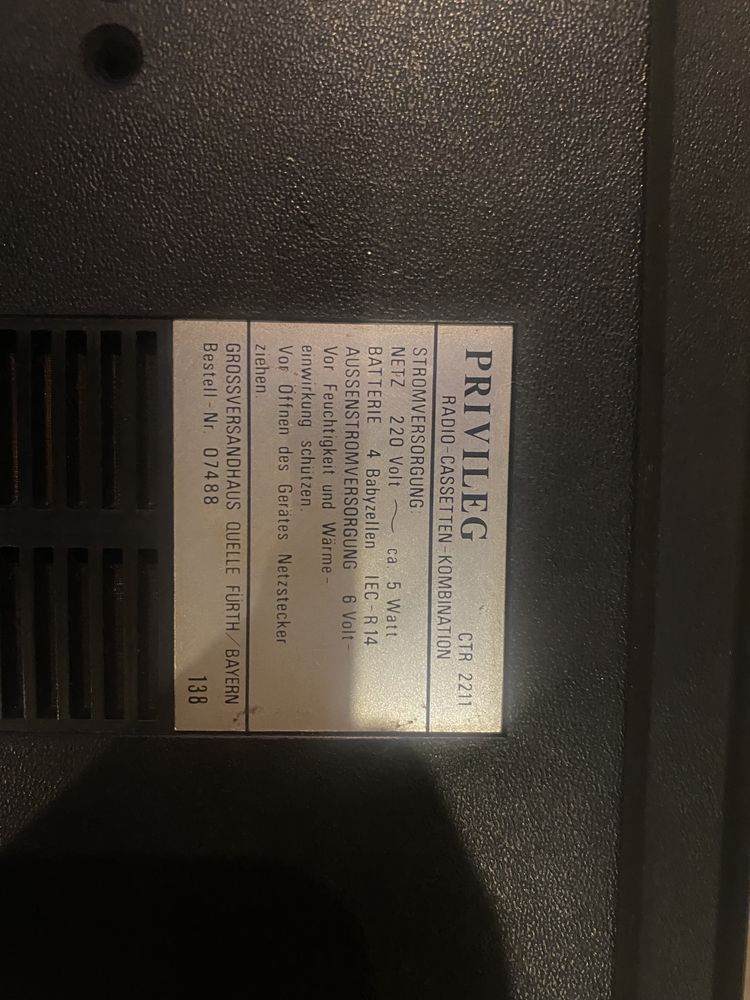 PRIVILEG CTR 2211
RADIO-CASSETTEN-KOMBINATION
STROMVERSORGUNG:
NETZ 220 Volt ~ ca 5 Watt
BATTERIE 4 Babyzellen IEC-R14
AUSSENSTROMVERSORGUNG 6 Volt-
Vor Feuchtigkeit und Wärme-
einwirkung schützen.
Vor Öffnen des Gerätes Netzstecker
ziehen.
GROSSVERSANDHAUS QUELLE FÜRTH/BAYERN
Bestell-Nr. 07488 138